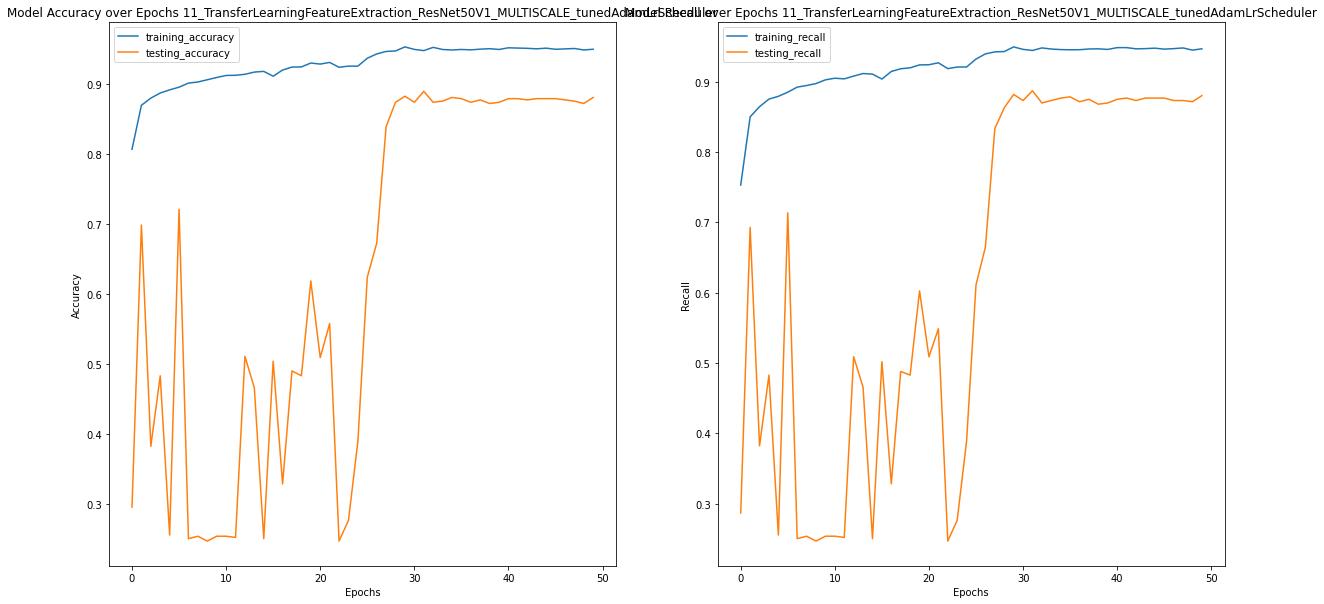 Model Accuracy over Epochs 11_TransferLearningFeatureExtraction_ResNet50V1_MULTISCALE_tunedAdamLrScheduler
Model Recall over Epochs 11_TransferLearningFeatureExtraction_ResNet50V1_MULTISCALE_tunedAdamLrScheduler
training_accuracy
testing_accuracy
0.9
0.8
0.7
0.6
0.5
0.4
0.3
Accuracy
0 10 20 30 40 50
Epochs
training_recall
testing_recall
0.9
0.8
0.7
0.6
0.5
0.4
0.3
Recall
0 10 20 30 40 50
Epochs